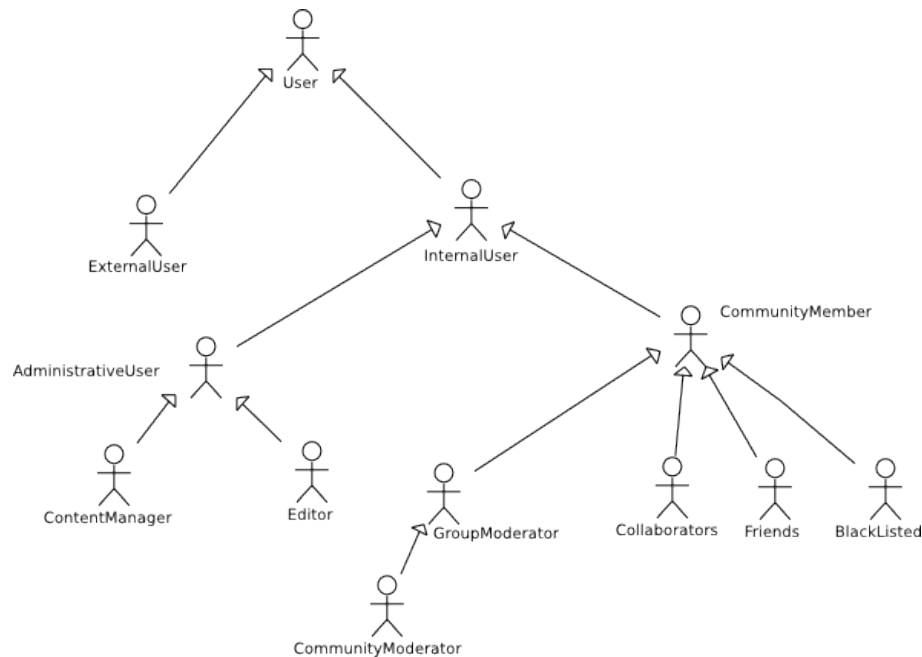 User
ExternalUser
InternalUser
CommunityMember
AdministrativeUser
ContentManager
Editor
GroupModerator
Collaborators
Friends
BlackListed
CommunityModerator